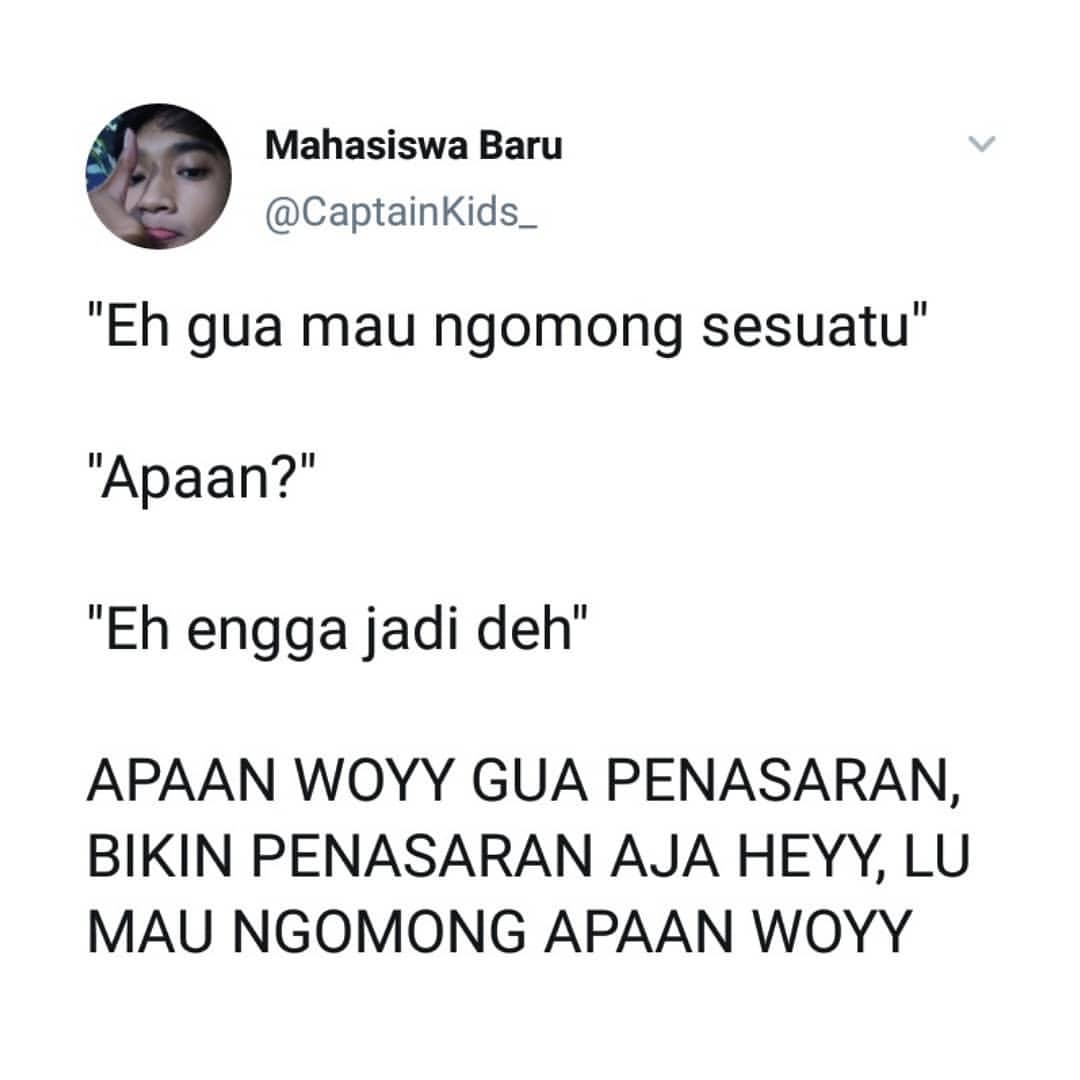 Mahasiswa Baru
@CaptainKids_
"Eh gua mau ngomong sesuatu"
"Apaan?"
"Eh engga jadi deh"
APAAN WOYY GUA PENASARAN,
BIKIN PENASARAN AJA HEYY, LU
MAU NGOMONG APAAN WOYY